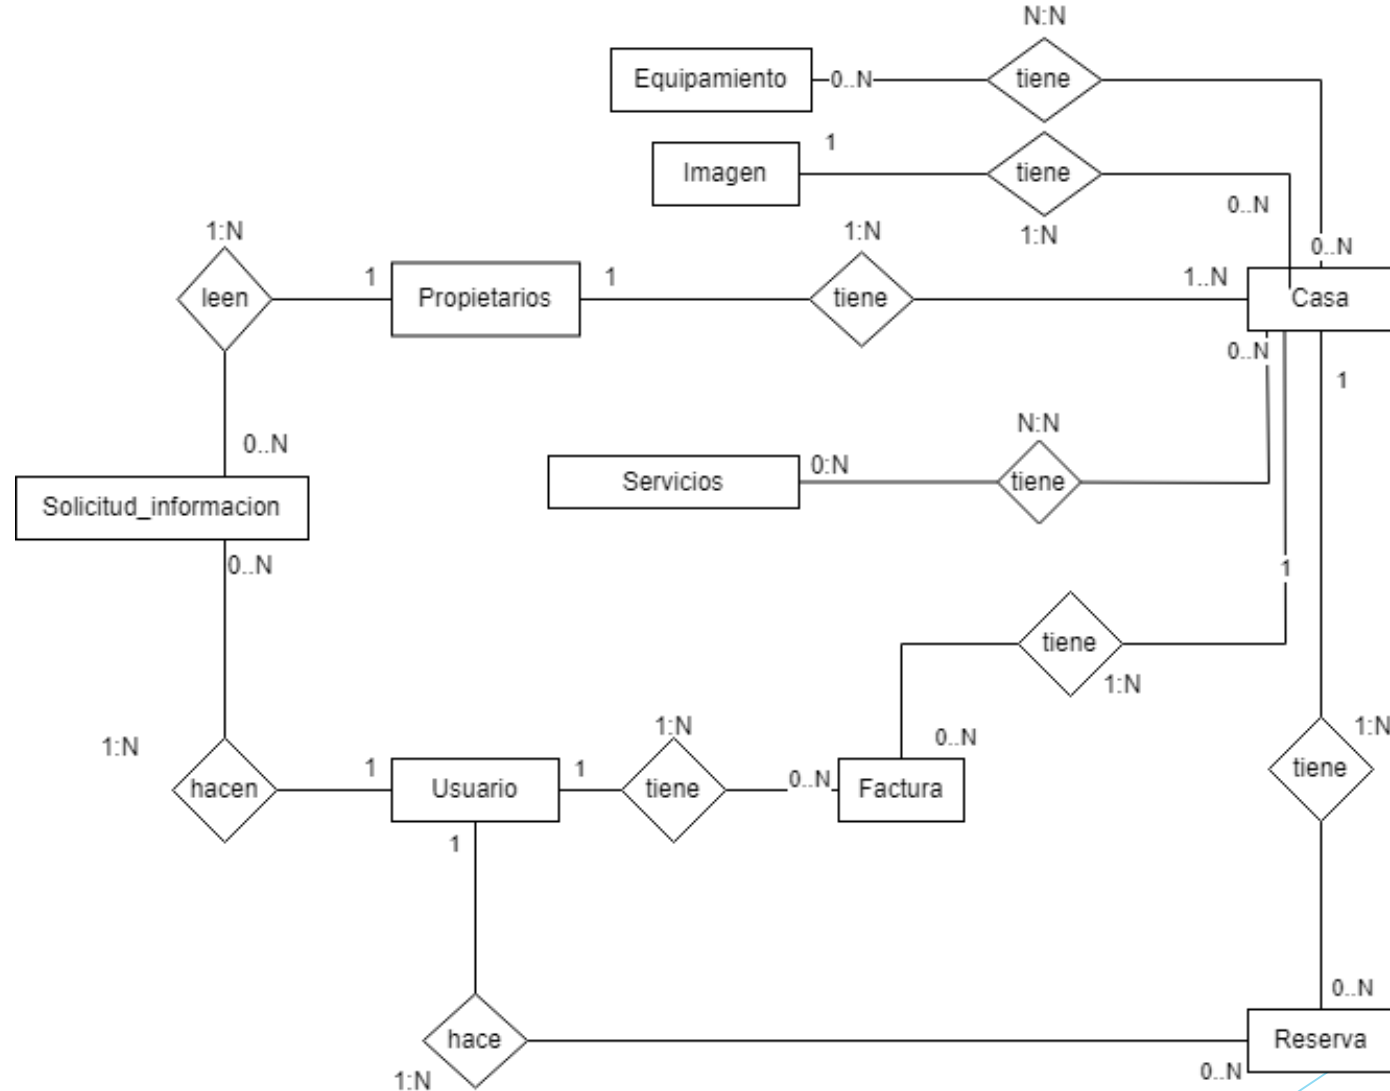 N:N
Equipamiento
0..N
tiene
1
Imagen
tiene
0..N
1:N
1:N
1:N
0..N
leen
1
Propietarios
1
tiene
1..N
Casa
0..N
1
0..N
N:N
Servicios
0:N
tiene
Solicitud_informacion
0..N
1
tiene
1:N
1:N
1:N
0..N
1:N
hacen
1
Usuario
1
tiene
0..N
Factura
tiene
1
0..N
hace
Reserva
1:N
0..N